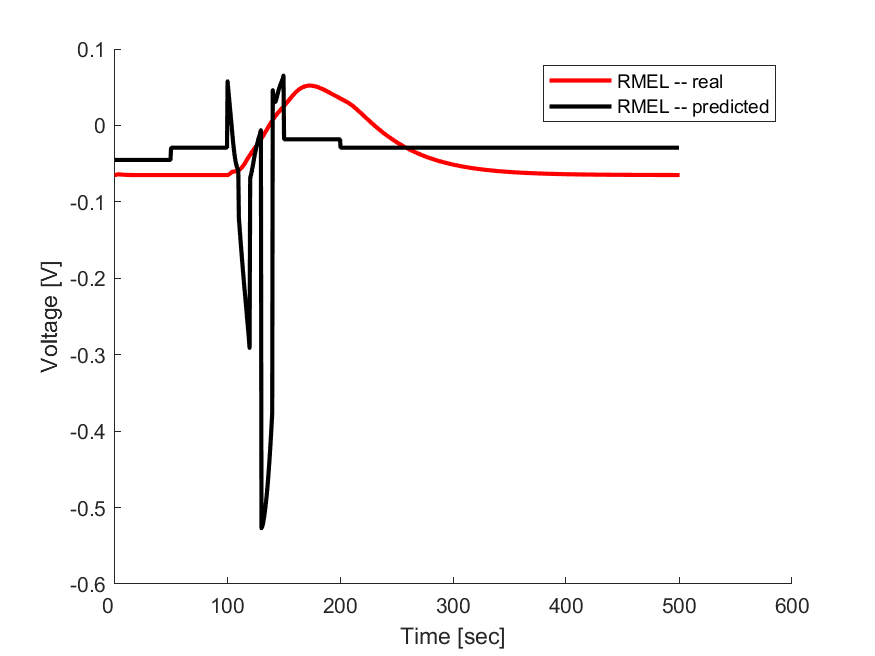 0.1
0
-0.1
-0.2
-0.3
-0.4
-0.5
-0.6
Voltage [V]
RMEL -- real
RMEL -- predicted
0 100 200 300 400 500 600
Time [sec]